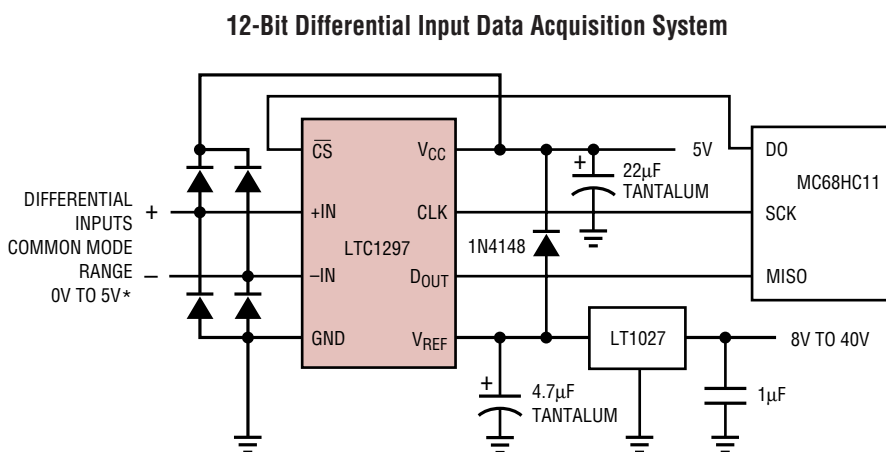 12-Bit Differential Input Data Acquisition System
DIFFERENTIAL
INPUTS
COMMON MODE
RANGE
0V TO 5V*
+
–
C̅S̅
+IN
–IN
GND
LTC1297
VCC
CLK
DOUT
VREF
1N4148
+
22µF
TANTALUM
5V
+
4.7µF
TANTALUM
LT1027
8V TO 40V
1µF
DO
MC68HC11
SCK
MISO